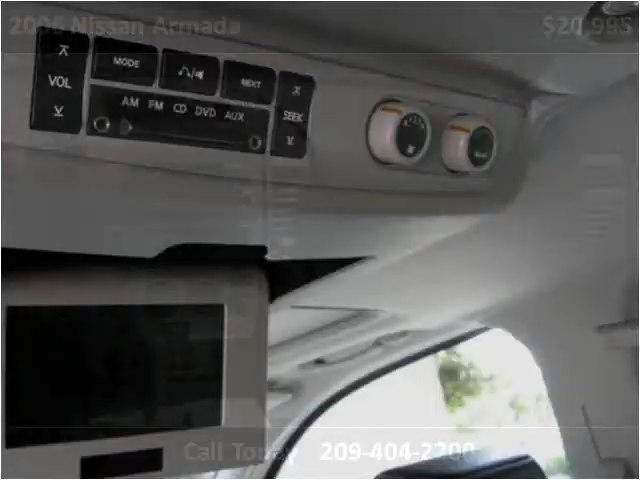 2006 Nissan Armada $20,995
VOL
MODE
NEXT
SEEK
AM FM CD DVD AUX
Call Today 209-404-2200